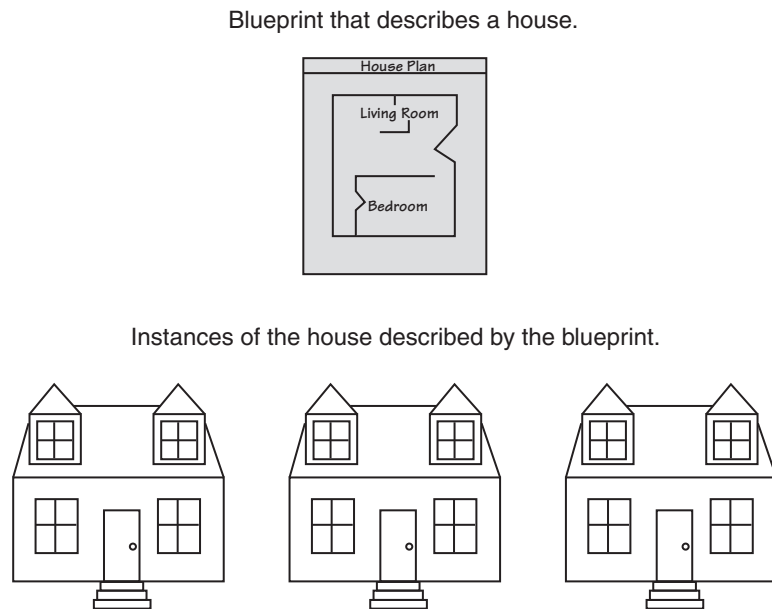 Blueprint that describes a house.
House Plan
Living Room
Bedroom
Instances of the house described by the blueprint.